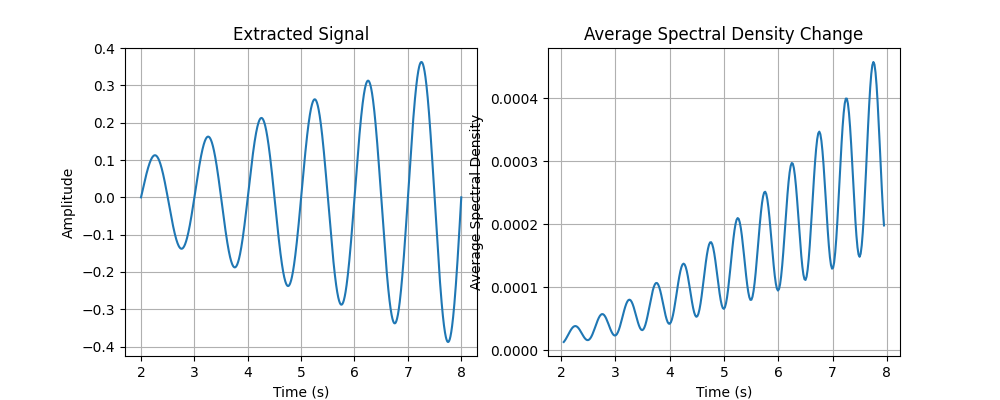 Extracted Signal
Amplitude
0.4
0.3
0.2
0.1
0.0
−0.1
−0.2
−0.3
−0.4
2 3 4 5 6 7 8
Time (s)
Average Spectral Density Change
Average Spectral Density
0.0004
0.0003
0.0002
0.0001
0.0000
2 3 4 5 6 7 8
Time (s)